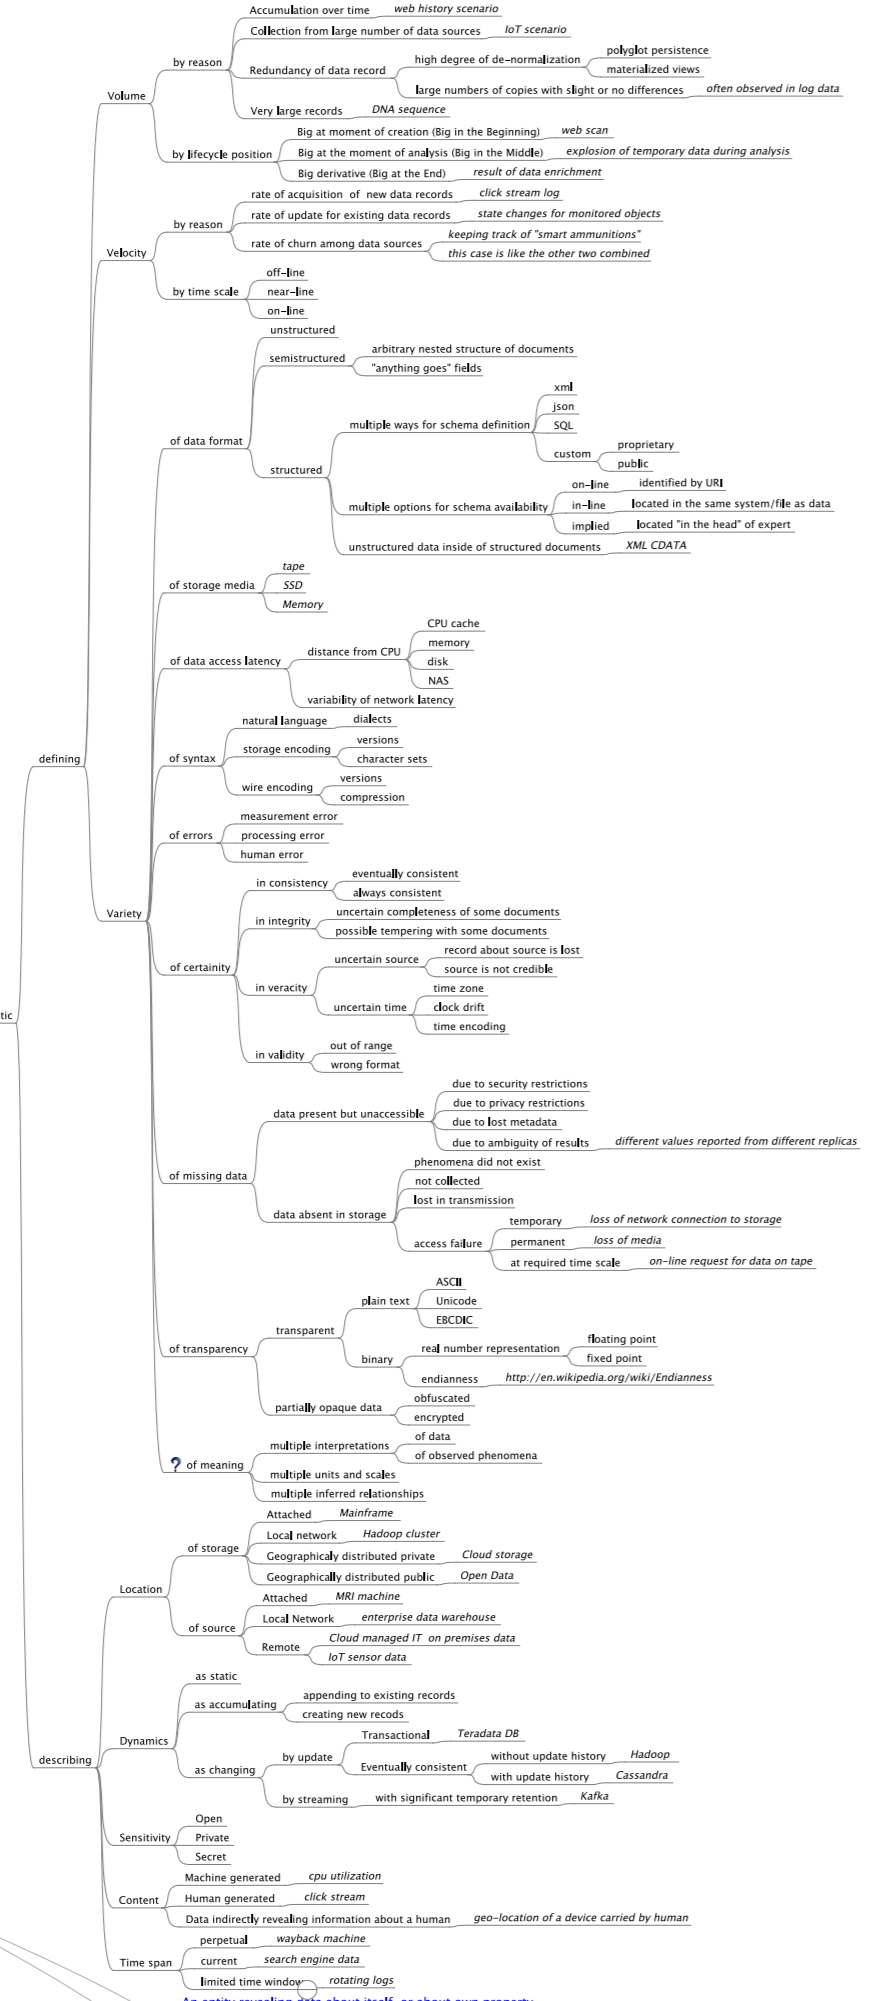 Accumulation over time web history scenario
Collection from large number of data sources IoT scenario
high degree of de-normalization
polyglot persistence
materialized views
by reason
Redundancy of data record
large numbers of copies with slight or no differences often observed in log data
Volume
Very large records DNA sequence
Big at moment of creation (Big in the Beginning) web scan
by lifecycle position
Big at the moment of analysis (Big in the Middle) explosion of temporary data during analysis
Big derivative (Big at the End) result of data enrichment
rate of acquisition of new data records click stream log
by reason
rate of update for existing data records state changes for monitored objects
rate of churn among data sources
keeping track of "smart ammunitions"
this case is like the other two combined
Velocity
off-line
by time scale
near-line
on-line
unstructured
semistructured
arbitrary nested structure of documents
"anything goes" fields
of data format
xml
json
multiple ways for schema definition
SQL
custom
proprietary
public
structured
on-line identified by URI
multiple options for schema availability
in-line located in the same system/file as data
implied located "in the head" of expert
unstructured data inside of structured documents XML CDATA
tape
of storage media
SSD
Memory
CPU cache
distance from CPU
memory
of data access latency
disk
NAS
variability of network latency
natural language dialects
of syntax
storage encoding
versions
character sets
defining
wire encoding
versions
compression
measurement error
of errors
processing error
human error
in consistency
eventually consistent
always consistent
Variety
in integrity
uncertain completeness of some documents
possible tempering with some documents
of certainity
uncertain source
record about source is lost
source is not credible
in veracity
time zone
uncertain time
clock drift
time encoding
tic
in validity
out of range
wrong format
due to security restrictions
data present but unaccessible
due to privacy restrictions
due to lost metadata
due to ambiguity of results different values reported from different replicas
of missing data
phenomena did not exist
not collected
data absent in storage
lost in transmission
access failure
temporary loss of network connection to storage
permanent loss of media
at required time scale on-line request for data on tape
ASCII
plain text
Unicode
EBCDIC
transparent
real number representation
floating point
fixed point
of transparency
binary
endianness http://en.wikipedia.org/wiki/Endianness
partially opaque data
obfuscated
encrypted
multiple interpretations
of data
of observed phenomena
? of meaning
multiple units and scales
multiple inferred relationships
Attached Mainframe
Local network Hadoop cluster
of storage
Geographically distributed private Cloud storage
Geographically distributed public Open Data
Location
Attached MRI machine
of source
Local Network enterprise data warehouse
Remote
Cloud managed IT on premises data
IoT sensor data
as static
as accumulating
appending to existing records
creating new recods
Dynamics
Transactional Teradata DB
by update
Eventually consistent
without update history Hadoop
with update history Cassandra
describing
as changing
by streaming with significant temporary retention Kafka
Open
Sensitivity
Private
Secret
Machine generated cpu utilization
Content
Human generated click stream
Data indirectly revealing information about a human geo-location of a device carried by human
perpetual wayback machine
Time span
current search engine data
limited time window rotating logs